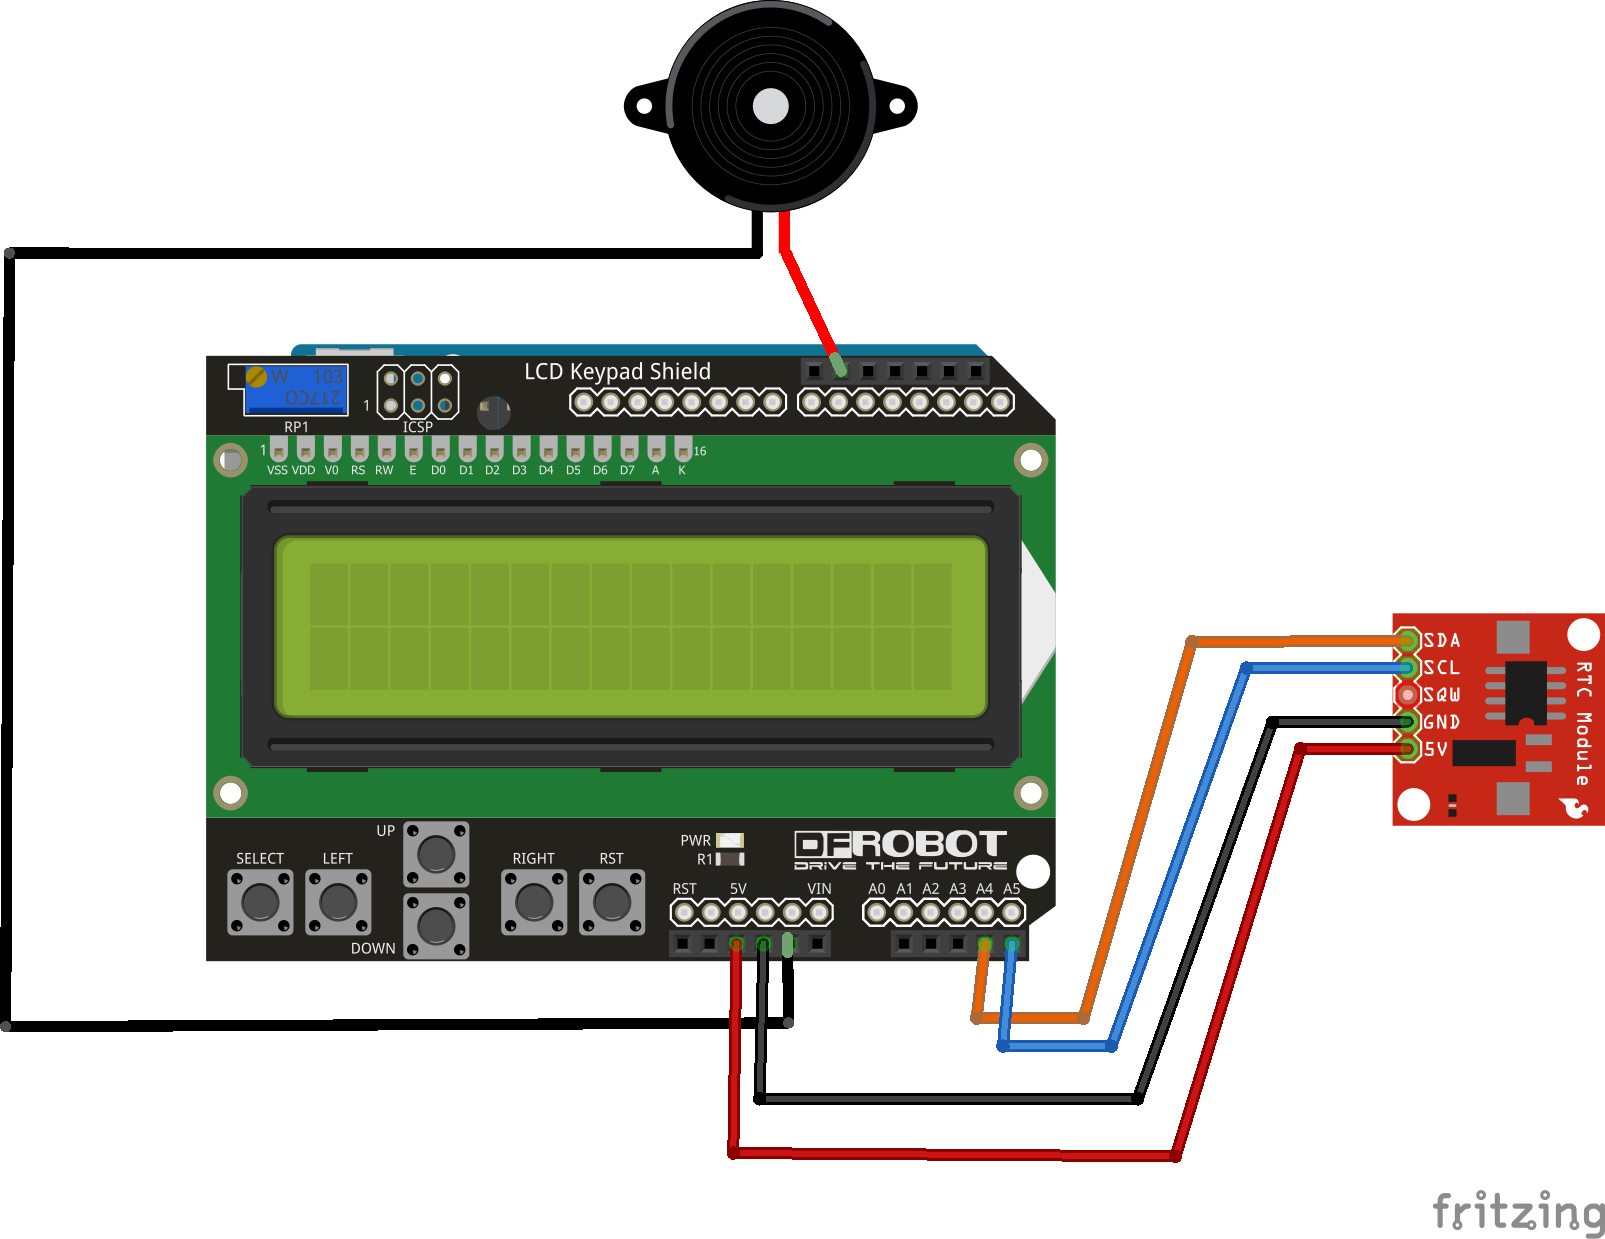 LCD Keypad Shield
W 103
217CO
RP1
1
ICSP
1
16
VSS VDD V0 RS RW E D0 D1 D2 D3 D4 D5 D6 D7 A K
SDA
SCL
SQW
GND
5V
RTC Module
UP
SELECT LEFT
RIGHT RST
DOWN
PWR
R1
DFROBOT
DRIVE THE FUTURE
RST 5V VIN
A0 A1 A2 A3 A4 A5
fritzing